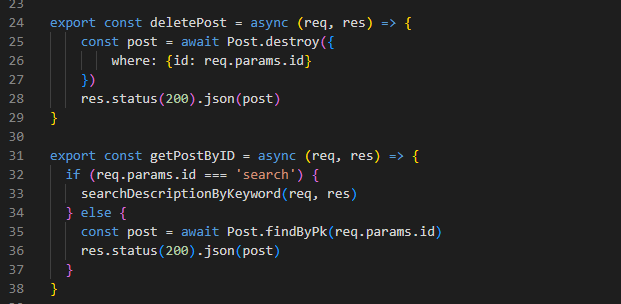 23
24 export const deletePost = async (req, res) => {
25     const post = await Post.destroy({
26         where: {id: req.params.id}
27     })
28     res.status(200).json(post)
29 }
30
31 export const getPostByID = async (req, res) => {
32   if (req.params.id === 'search') {
33     searchDescriptionByKeyword(req, res)
34   } else {
35     const post = await Post.findByPk(req.params.id)
36     res.status(200).json(post)
37   }
38 }